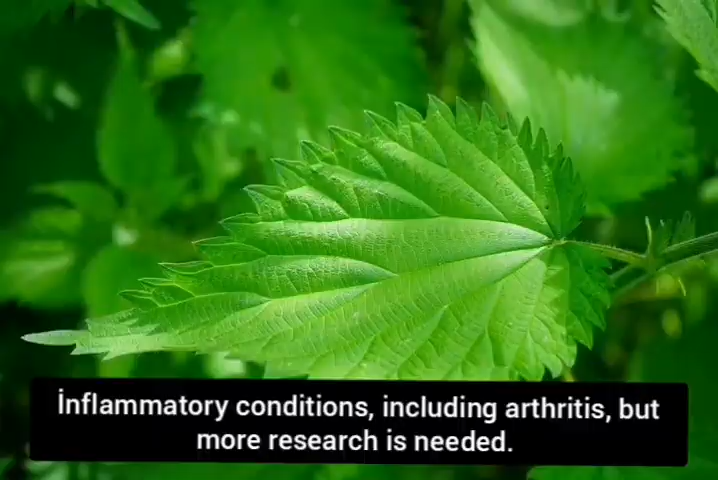 İnflammatory conditions, including arthritis, but
more research is needed.